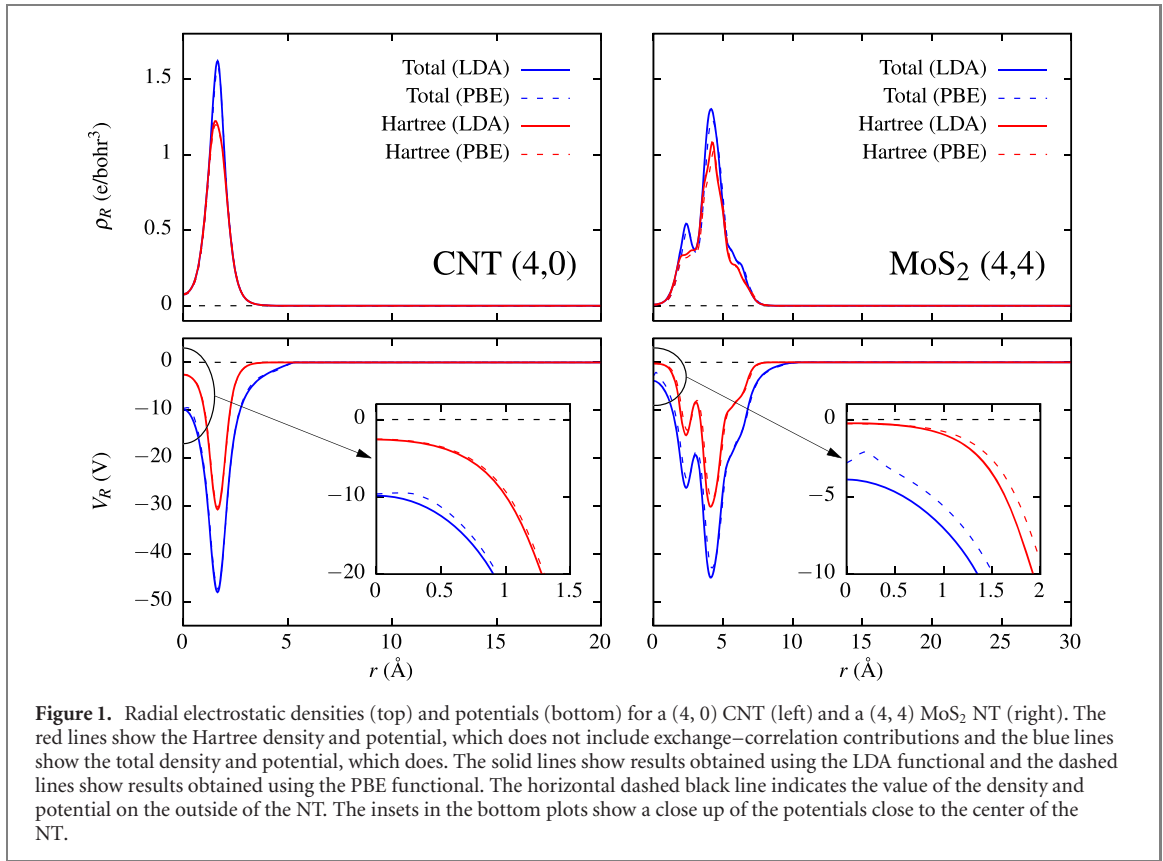 Total (LDA)
Total (PBE)
Hartree (LDA)
Hartree (PBE)
ρR (e/bohr³)
1.5
1
0.5
0
CNT (4,0)
Total (LDA)
Total (PBE)
Hartree (LDA)
Hartree (PBE)
MoS₂ (4,4)
VR (V)
0
−10
−20
−30
−40
−50
0
−10
−20
0 0.5 1 1.5
0 5 10 15 20
r (Å)
0
−5
−10
0 0.5 1 1.5 2
0 5 10 15 20 25 30
r (Å)
Figure 1. Radial electrostatic densities (top) and potentials (bottom) for a (4, 0) CNT (left) and a (4, 4) MoS₂ NT (right). The
red lines show the Hartree density and potential, which does not include exchange–correlation contributions and the blue lines
show the total density and potential, which does. The solid lines show results obtained using the LDA functional and the dashed
lines show results obtained using the PBE functional. The horizontal dashed black line indicates the value of the density and
potential on the outside of the NT. The insets in the bottom plots show a close up of the potentials close to the center of the
NT.